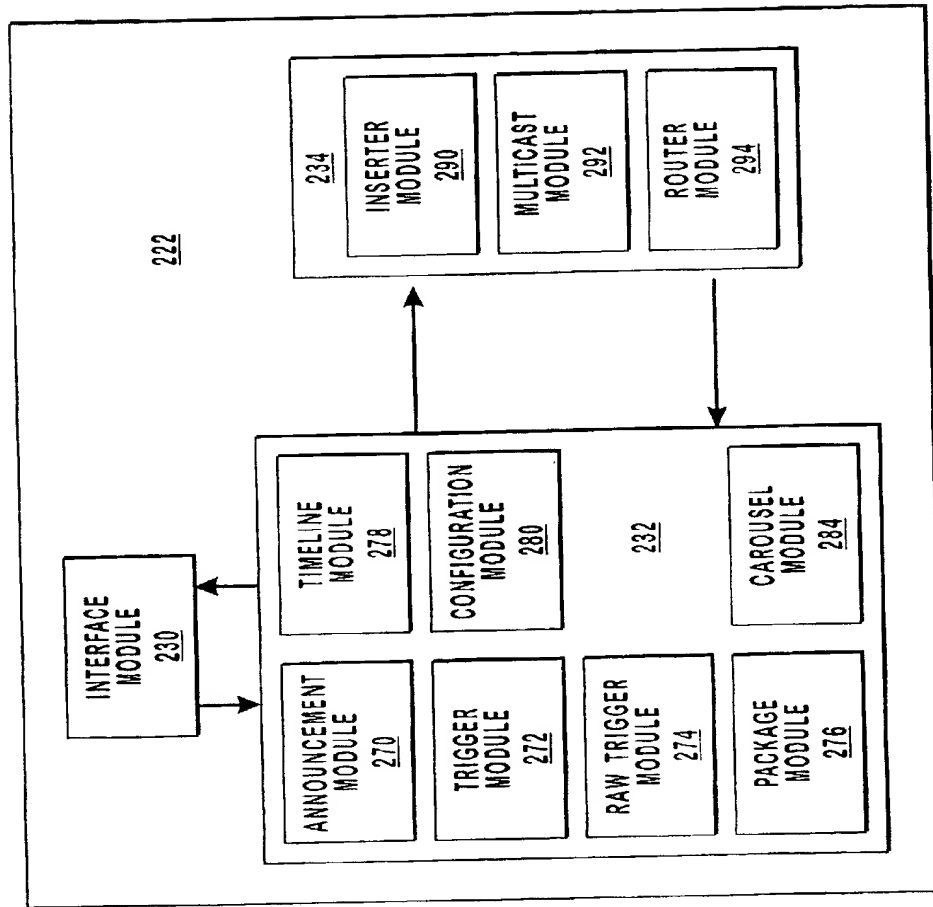 INTERFACE
MODULE
230
222
ANNOUNCEMENT
MODULE
270
TIMELINE
MODULE
278
TRIGGER
MODULE
272
CONFIGURATION
MODULE
280
RAW TRIGGER
MODULE
274
232
PACKAGE
MODULE
276
CAROUSEL
MODULE
284
234
INSERTER
MODULE
290
MULTICAST
MODULE
292
ROUTER
MODULE
294